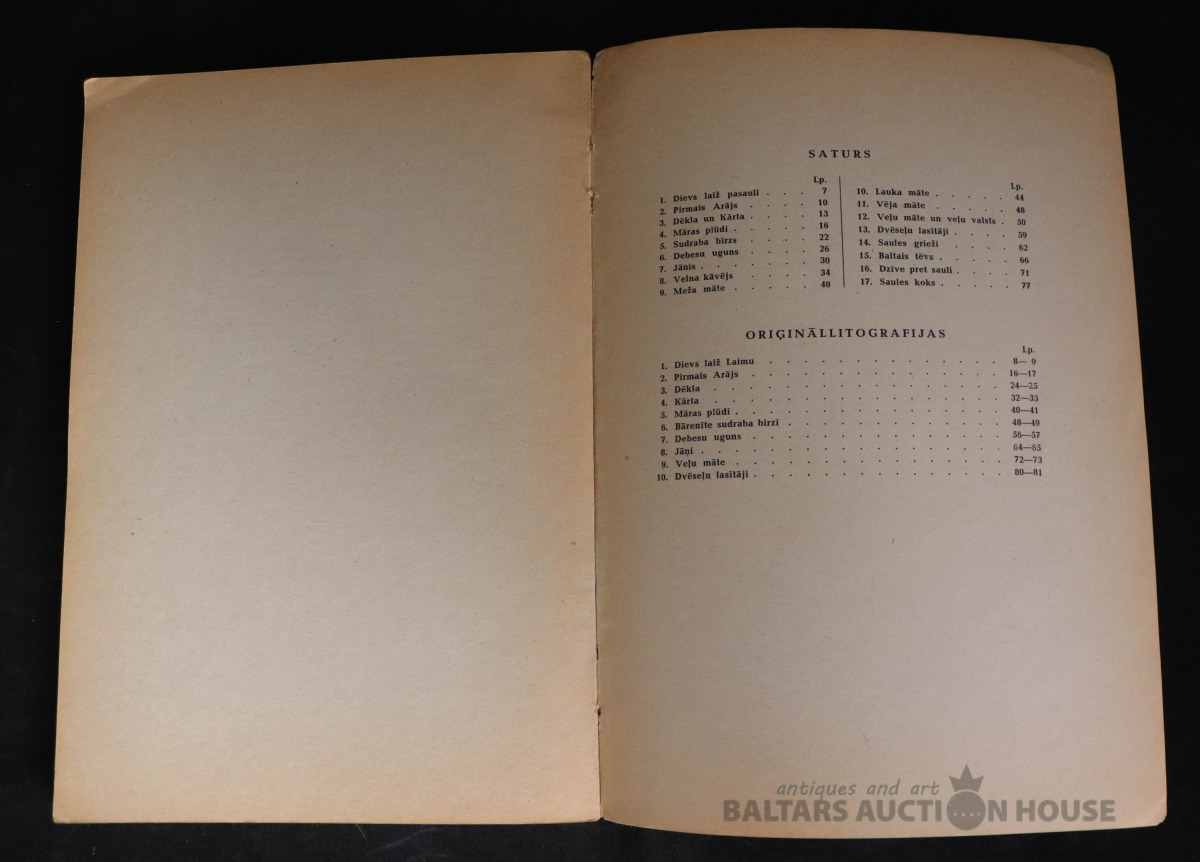 SATURS
Lp.
1. Dievs laiž pasauli . . . 7
2. Pirmais Arājs . . . . 10
3. Dēkla un Kārta . . . . 13
4. Māras plūdi . . . . . 16
5. Sudraba birzs . . . . 22
6. Debesu uguns . . . . 26
7. Jānis . . . . . . . 30
8. Velna kāvējs . . . . 34
9. Meža māte . . . . . 40
Lp.
10. Lauka māte . . . . . 44
11. Vēja māte . . . . . 48
12. Veļu māte un veļu valsts . 50
13. Dvēseļu lasītāji . . . . 59
14. Saules grieži . . . . 62
15. Baltais tēvs . . . . . 66
16. Dzīve pret sauli . . . . 71
17. Saules koks . . . . . 77
ORIĢINĀLLITOGRAFIJAS
Lp.
1. Dievs laiž Laimu . . . . . . . . . . . . . . 8— 9
2. Pirmais Arājs . . . . . . . . . . . . . . . 16—17
3. Dēkla . . . . . . . . . . . . . . . . . 24—25
4. Kārta . . . . . . . . . . . . . . . . . 32—33
5. Māras plūdi . . . . . . . . . . . . . . . . 40—41
6. Bārenīte sudraba birzī . . . . . . . . . . . . . 48—49
7. Debesu uguns . . . . . . . . . . . . . . . 56—57
8. Jāņi . . . . . . . . . . . . . . . . . . 64—65
9. Veļu māte . . . . . . . . . . . . . . . . 72—73
10. Dvēseļu lasītāji . . . . . . . . . . . . . . . 80—81
antiques and art
BALTARS AUCTION HOUSE